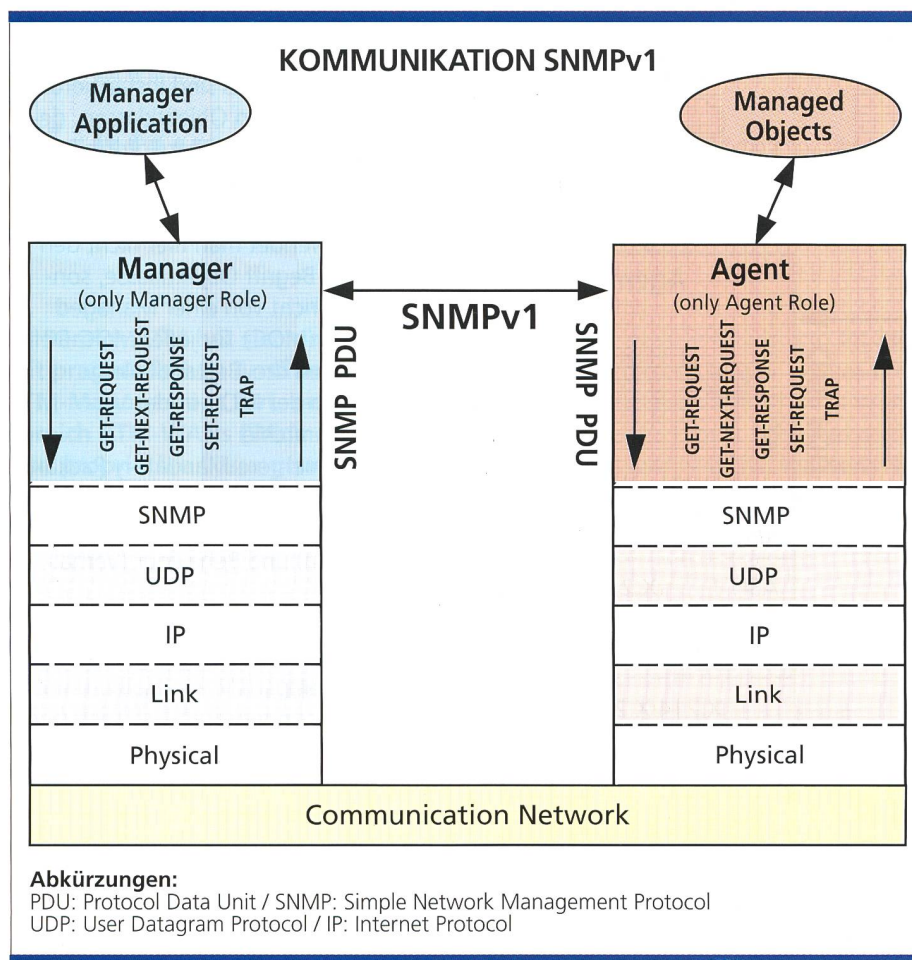 KOMMUNIKATION SNMPv1
Manager
Application
Managed
Objects
Manager
(only Manager Role)
GET-REQUEST
GET-NEXT-REQUEST
GET-RESPONSE
SET-REQUEST
TRAP
SNMP PDU
SNMPv1
SNMP PDU
Agent
(only Agent Role)
GET-REQUEST
GET-NEXT-REQUEST
GET-RESPONSE
SET-REQUEST
TRAP
SNMP
UDP
IP
Link
Physical
SNMP
UDP
IP
Link
Physical
Communication Network
Abkürzungen:
PDU: Protocol Data Unit / SNMP: Simple Network Management Protocol
UDP: User Datagram Protocol / IP: Internet Protocol